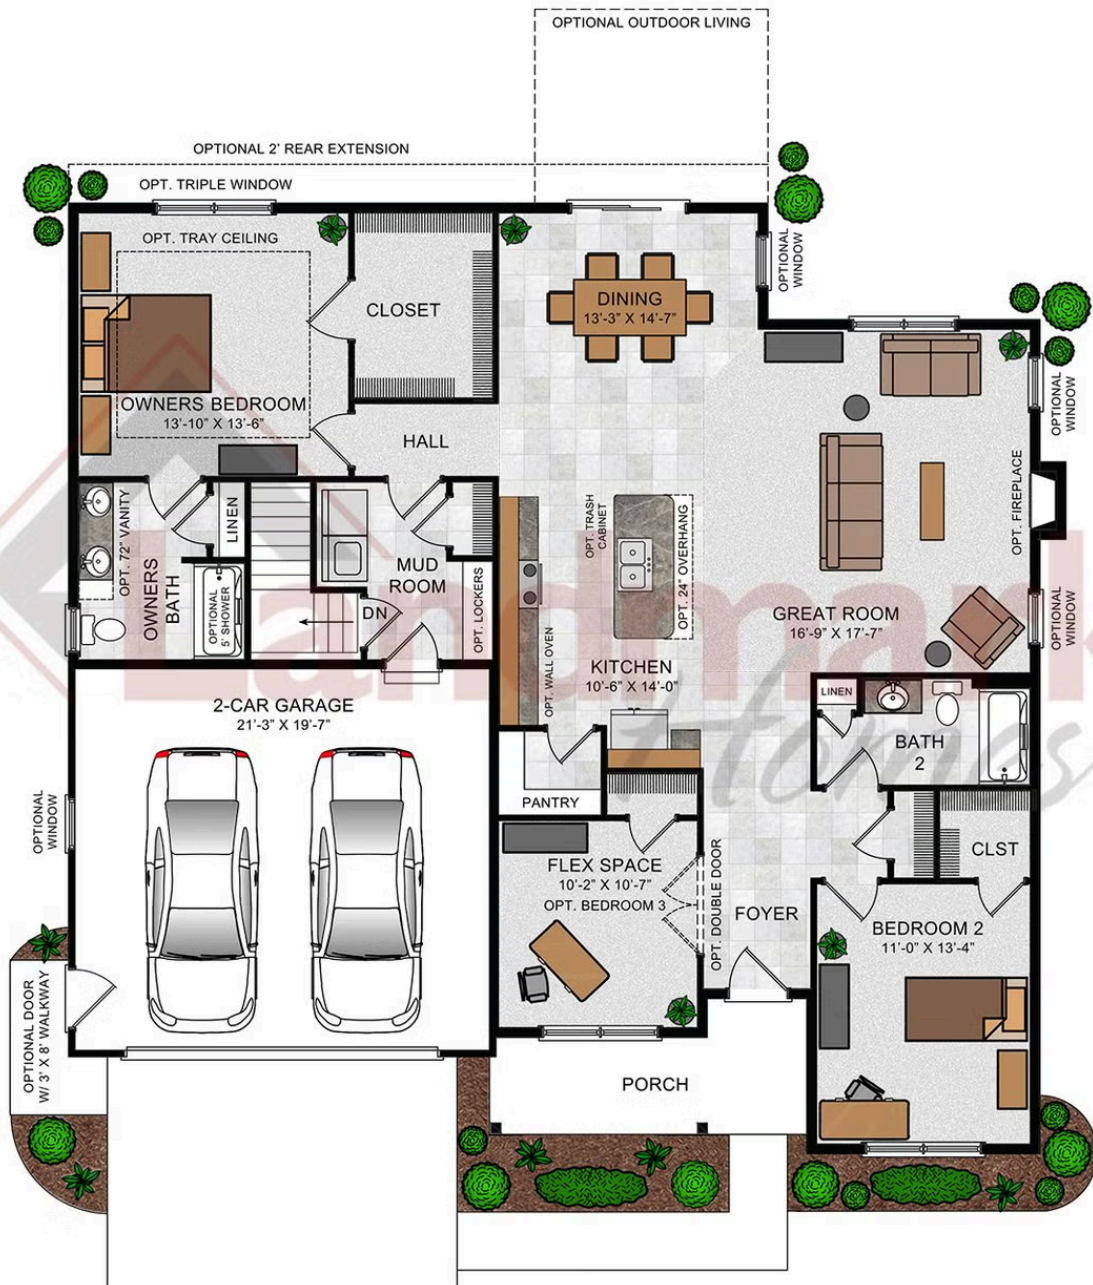 OPTIONAL OUTDOOR LIVING
OPTIONAL 2' REAR EXTENSION
OPT. TRIPLE WINDOW
OPT. TRAY CEILING
CLOSET
DINING
13'-3" X 14'-7"
OPTIONAL
WINDOW
OWNERS BEDROOM
13'-10" X 13'-6"
HALL
OPTIONAL
WINDOW
OPT. FIREPLACE
OPT. 72" VANITY
LINEN
OWNERS
BATH
OPTIONAL
5' SHOWER
MUD
ROOM
DN
OPT. LOCKERS
OPT. TRASH
CABINET
OPT. 24" OVERHANG
OPT. WALL OVEN
KITCHEN
10'-6" X 14'-0"
GREAT ROOM
16'-9" X 17'-7"
OPTIONAL
WINDOW
Landmark
Homes
2-CAR GARAGE
21'-3" X 19'-7"
LINEN
BATH
2
PANTRY
OPTIONAL
WINDOW
FLEX SPACE
10'-2" X 10'-7"
OPT. BEDROOM 3
OPT. DOUBLE DOOR
FOYER
CLST
BEDROOM 2
11'-0" X 13'-4"
OPTIONAL DOOR
W/ 3' X 8' WALKWAY
PORCH